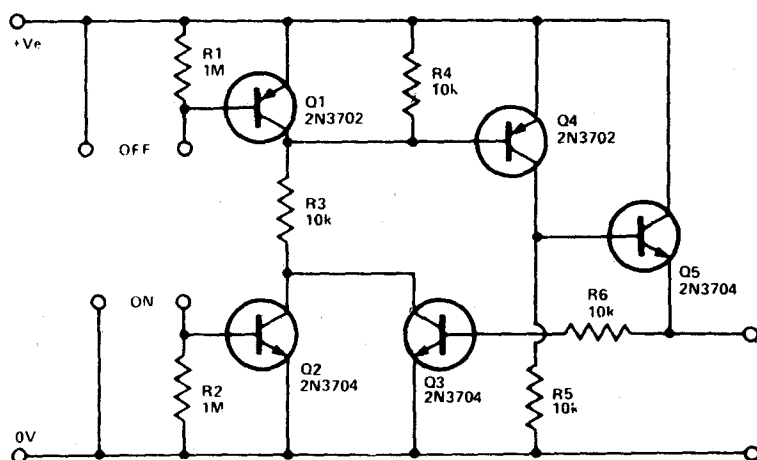 +Ve
R1
1M
Q1
2N3702
R4
10k
Q4
2N3702
OFF
R3
10k
Q5
2N3704
R6
10k
ON
Q2
2N3704
Q3
2N3704
R2
1M
R5
10k
0V